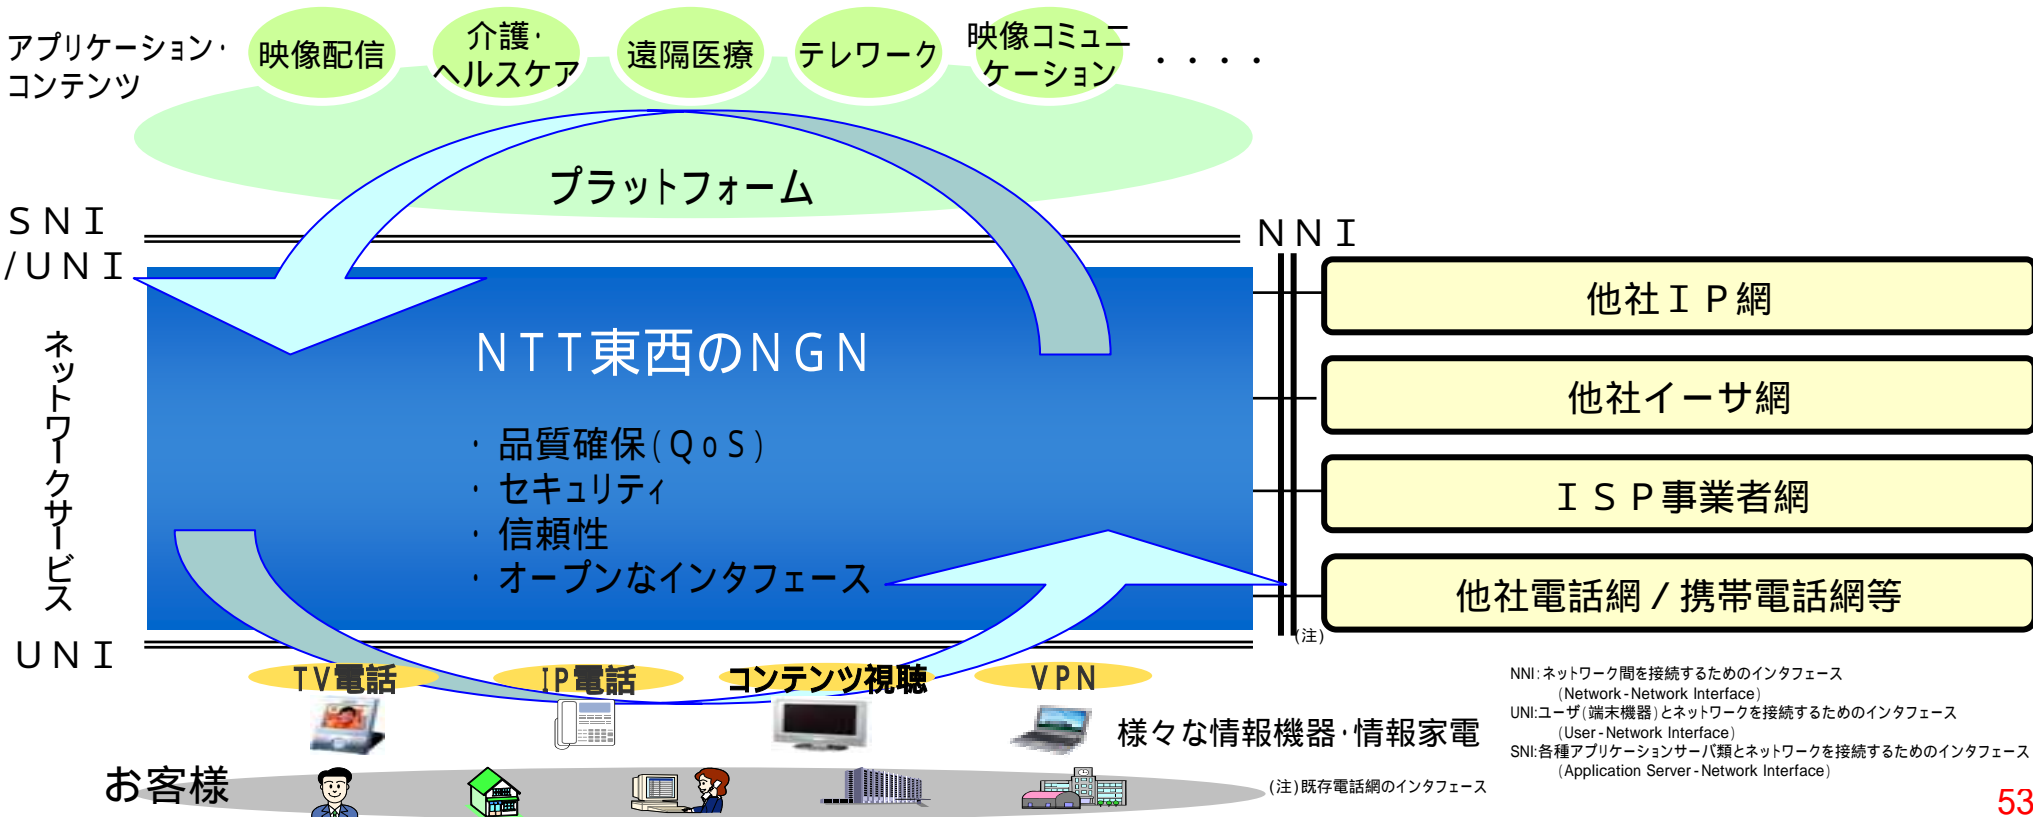 アプリケーション・
コンテンツ
映像配信
介護・
ヘルスケア
遠隔医療
テレワーク
映像コミュニ
ケーション
・・・・
プラットフォーム
ＳＮＩ
/ＵＮＩ
ＮＮＩ
ネットワークサービス
ＮＴＴ東西のＮＧＮ
・品質確保(ＱｏＳ)
・セキュリティ
・信頼性
・オープンなインタフェース
他社ＩＰ網
他社イーサ網
ＩＳＰ事業者網
他社電話網／携帯電話網等
(注)
ＵＮＩ
ＴＶ電話
ＩＰ電話
コンテンツ視聴
ＶＰＮ
様々な情報機器・情報家電
お客様
(注)既存電話網のインタフェース
NNI:ネットワーク間を接続するためのインタフェース
(Network-Network Interface)
UNI:ユーザ(端末機器)とネットワークを接続するためのインタフェース
(User-Network Interface)
SNI:各種アプリケーションサーバ類とネットワークを接続するためのインタフェース
(Application Server-Network Interface)
53